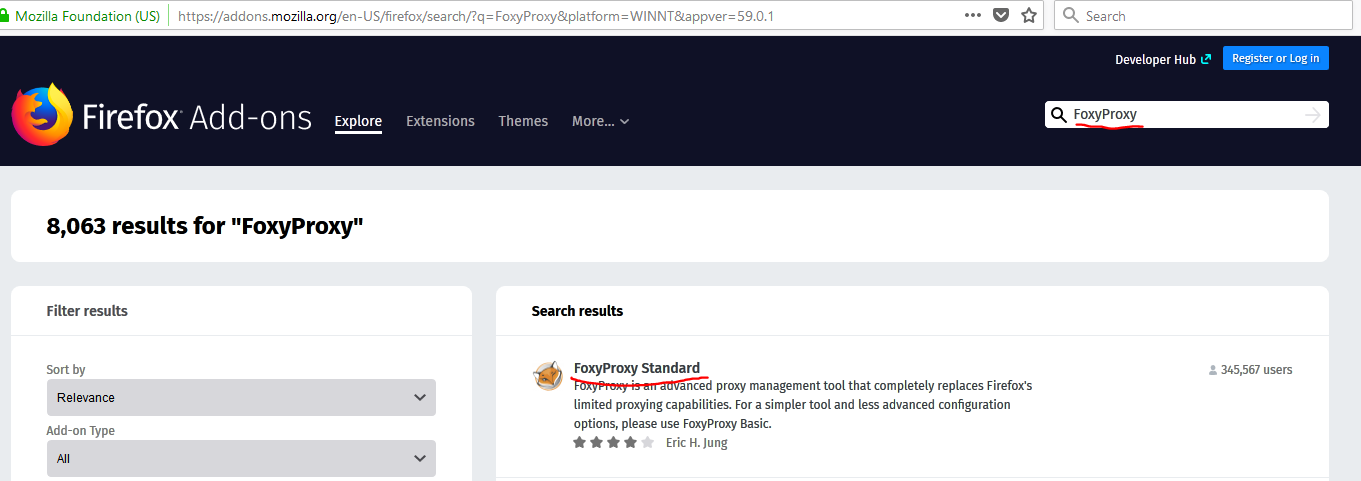 Mozilla Foundation (US) https://addons.mozilla.org/en-US/firefox/search/?q=FoxyProxy&platform=WINNT&appver=59.0.1 Search
Developer Hub Register or Log in
Firefox Add-ons Explore Extensions Themes More... FoxyProxy
8,063 results for "FoxyProxy"
Filter results
Sort by
Relevance
Add-on Type
All
Search results
FoxyProxy Standard 345,567 users
FoxyProxy is an advanced proxy management tool that completely replaces Firefox's
limited proxying capabilities. For a simpler tool and less advanced configuration
options, please use FoxyProxy Basic.
Eric H. Jung